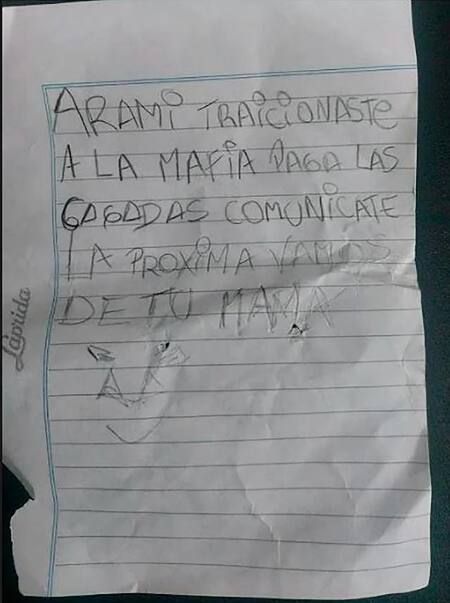 ARAMI TRAICIONASTE
A LA MAFIA PAGA LAS
CAGADAS COMUNICATE
LA PROXIMA VAMOS
DE TU MAMA
Laprida